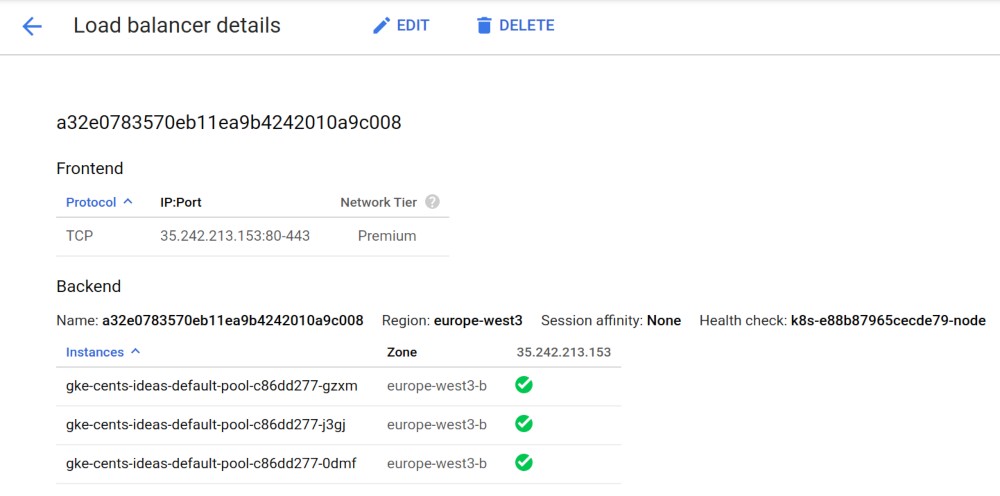 Load balancer details EDIT DELETE
a32e0783570eb11ea9b4242010a9c008
Frontend
Protocol IP:Port Network Tier ?
TCP 35.242.213.153:80-443 Premium
Backend
Name: a32e0783570eb11ea9b4242010a9c008 Region: europe-west3 Session affinity: None Health check: k8s-e88b87965cecde79-node
Instances Zone 35.242.213.153
gke-cents-ideas-default-pool-c86dd277-gzxm europe-west3-b
gke-cents-ideas-default-pool-c86dd277-j3gj europe-west3-b
gke-cents-ideas-default-pool-c86dd277-0dmf europe-west3-b